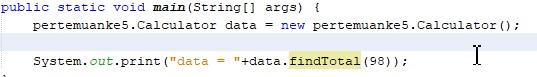 public static void main(String[] args) {
pertemuanke5.Calculator data = new pertemuanke5.Calculator();
System.out.print("data = "+data.findTotal(98));